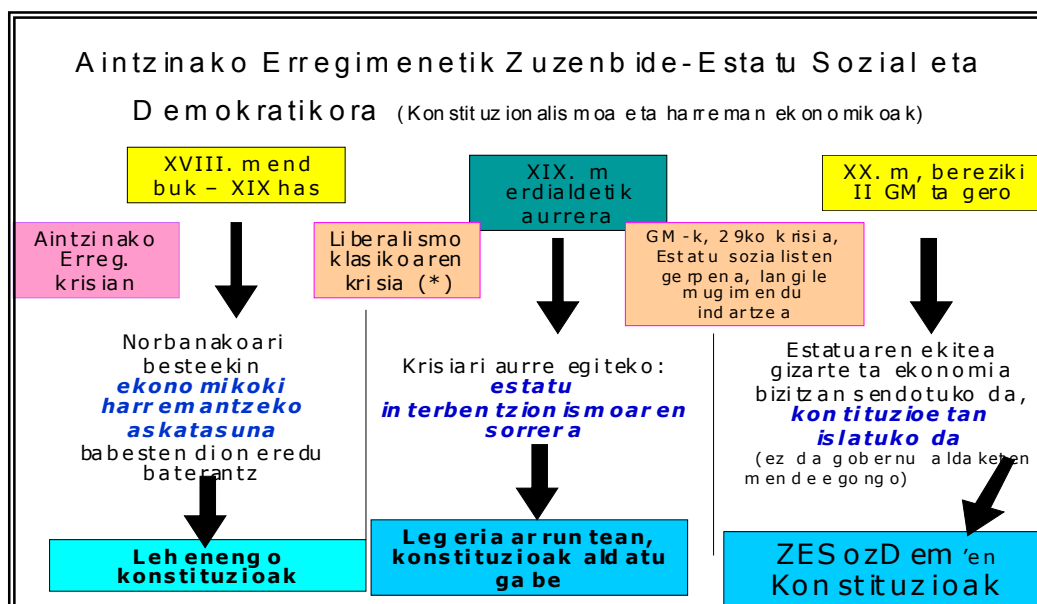 Aintzinako Erregimenetik Zuzenbide-Estatu Sozial eta
Demokratikora (Konstituzionalismoa eta harreman ekonomikoak)
XVIII. mend
buk – XIX has
Aintzinako
Erreg.
krisian
Norbanakoari
besteekin
ekonomikoki
harremantzeko
askatasuna
babesten dion eredu
baterantz
Lehenengo
konstituzioak
XIX. m
erdialdetik
aurrera
Liberalismo
klasikoaren
krisia (*)
Krisiari aurre egiteko:
estatu
interbentzionismoaren
sorrera
Legeria arruntean,
konstituzioak aldatu
gabe
XX. m, bereziki
II GM ta gero
GM-k, 29ko krisia,
Estatu sozialisten
gerpena, langile
mugimendu
indartzea
Estatuaren ekitea
gizarte ta ekonomia
bizitzan sendotuko da,
kontituzioetan
islatuko da
(ez da gobernu aldaketen
mende egongo)
ZESozDem'en
Konstituzioak